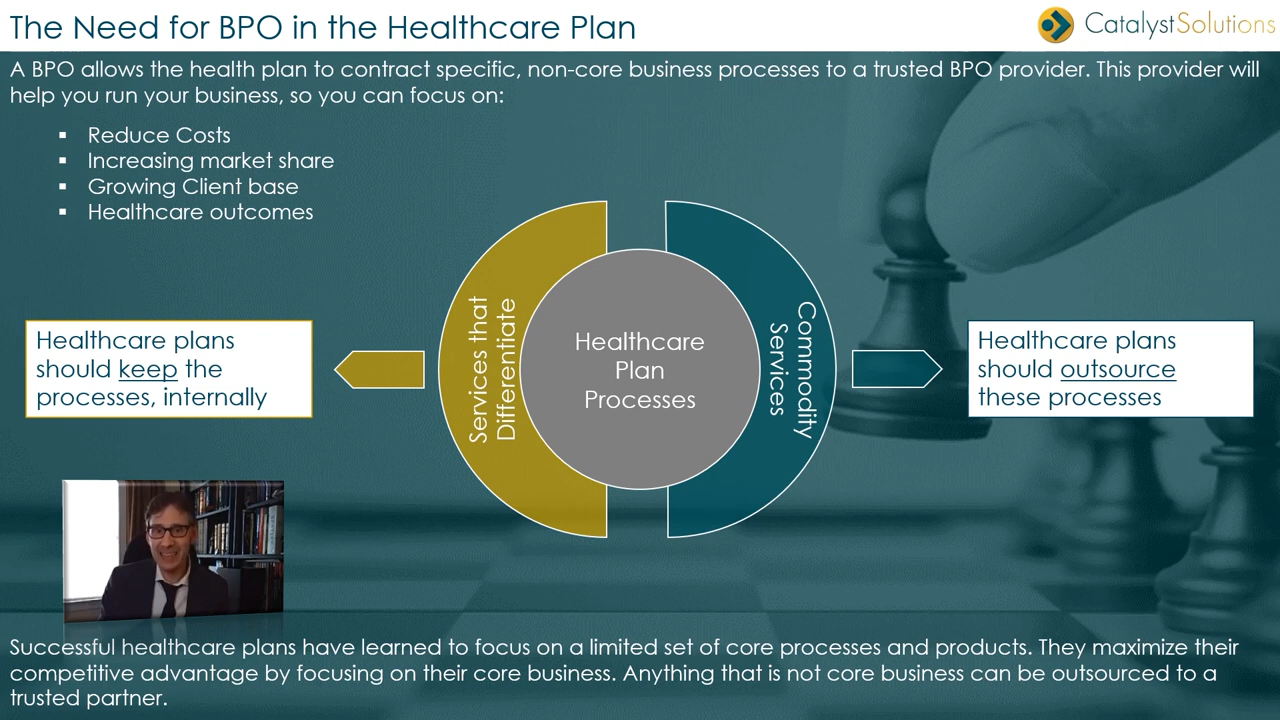 The Need for BPO in the Healthcare Plan
CatalystSolutions
A BPO allows the health plan to contract specific, non-core business processes to a trusted BPO provider. This provider will
help you run your business, so you can focus on:
▪ Reduce Costs
▪ Increasing market share
▪ Growing Client base
▪ Healthcare outcomes
Healthcare plans
should keep the
processes, internally
Services that
Differentiate
Healthcare
Plan
Processes
Commodity
Services
Healthcare plans
should outsource
these processes
Successful healthcare plans have learned to focus on a limited set of core processes and products. They maximize their
competitive advantage by focusing on their core business. Anything that is not core business can be outsourced to a
trusted partner.